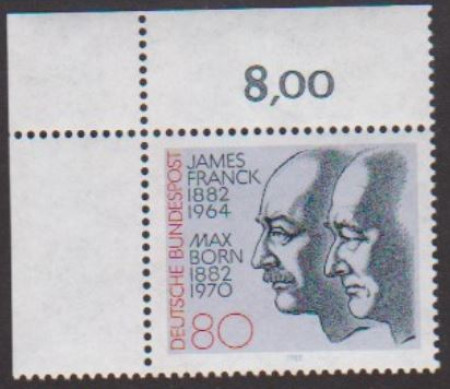 8,00
JAMES
FRANCK
1882
1964
MAX
BORN
1882
1970
DEUTSCHE BUNDESPOST
80